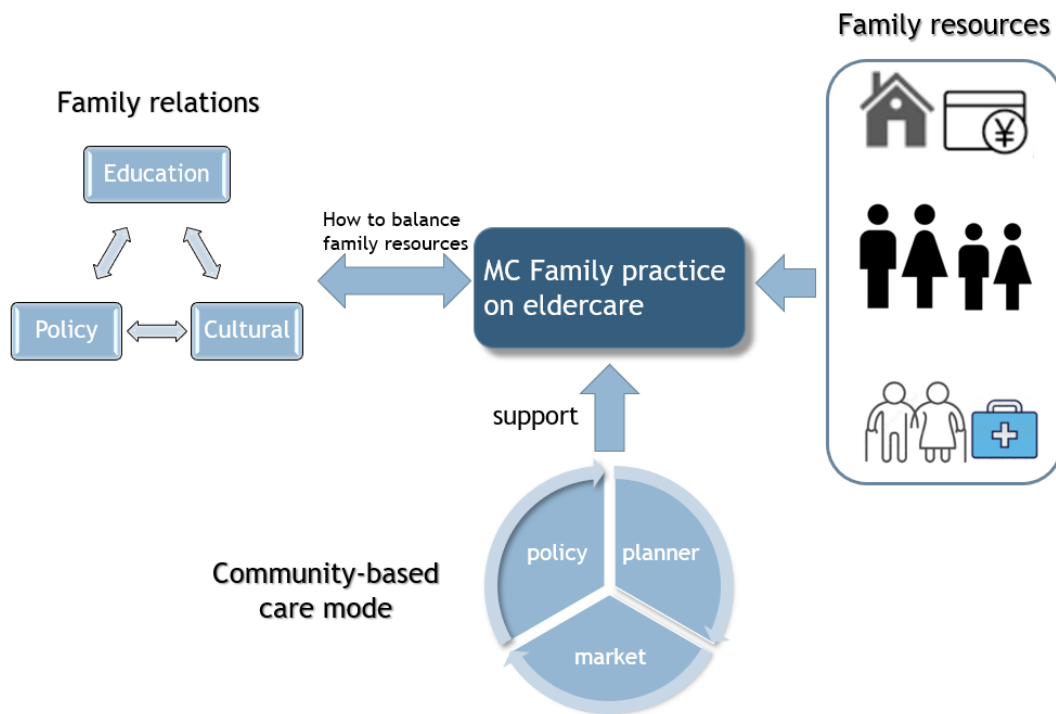 Family resources
¥
Family relations
Education
Policy
Cultural
How to balance
family resources
MC Family practice
on eldercare
support
Community-based
care mode
policy
planner
market